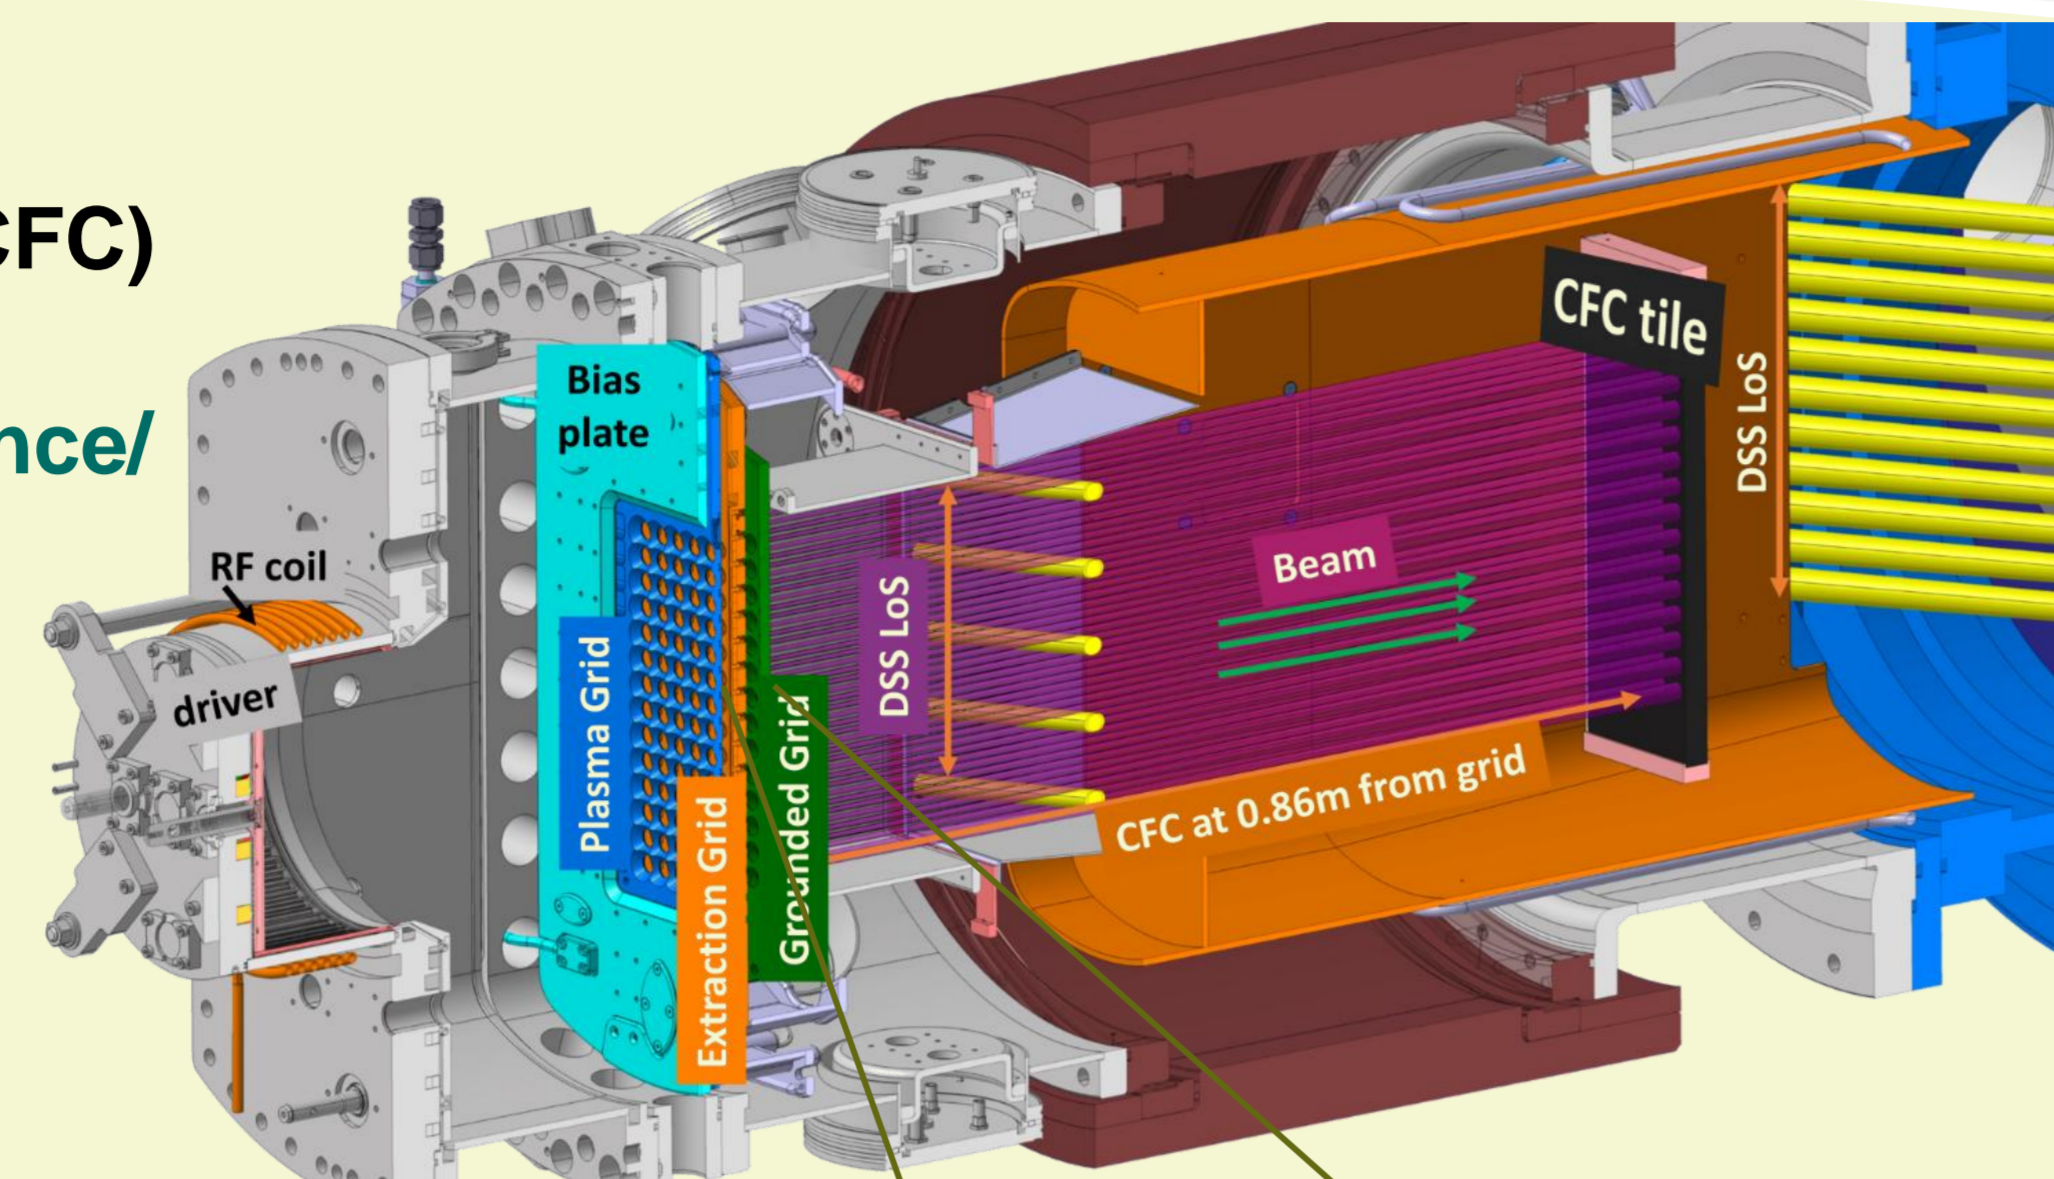 CFC)
nce/
Bias
plate
RF coil
driver
Plasma Grid
Extraction Grid
Grounded Grid
DSS LoS
Beam
CFC at 0.86m from grid
CFC tile
DSS LoS